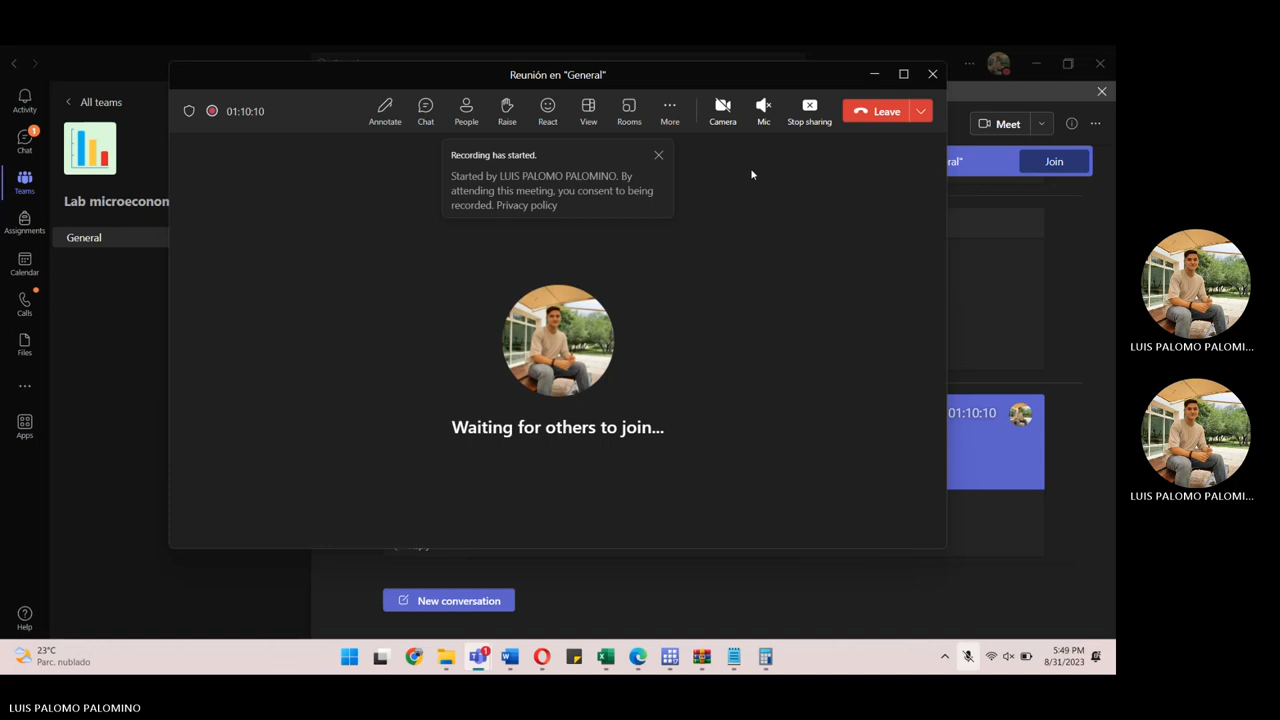 Reunión en "General"
01:10:10
Annotate
Chat
People
Raise
React
View
Rooms
More
Camera
Mic
Stop sharing
Leave
Recording has started.
Started by LUIS PALOMO PALOMINO. By
attending this meeting, you consent to being
recorded. Privacy policy
Waiting for others to join...
Activity
Chat
1
Teams
Assignments
Calendar
Calls
Files
Apps
Help
All teams
Lab microeconom
General
Meet
Join
01:10:10
New conversation
LUIS PALOMO PALOMI...
LUIS PALOMO PALOMI...
23°C
Parc. nublado
1
5:49 PM
8/31/2023
LUIS PALOMO PALOMINO